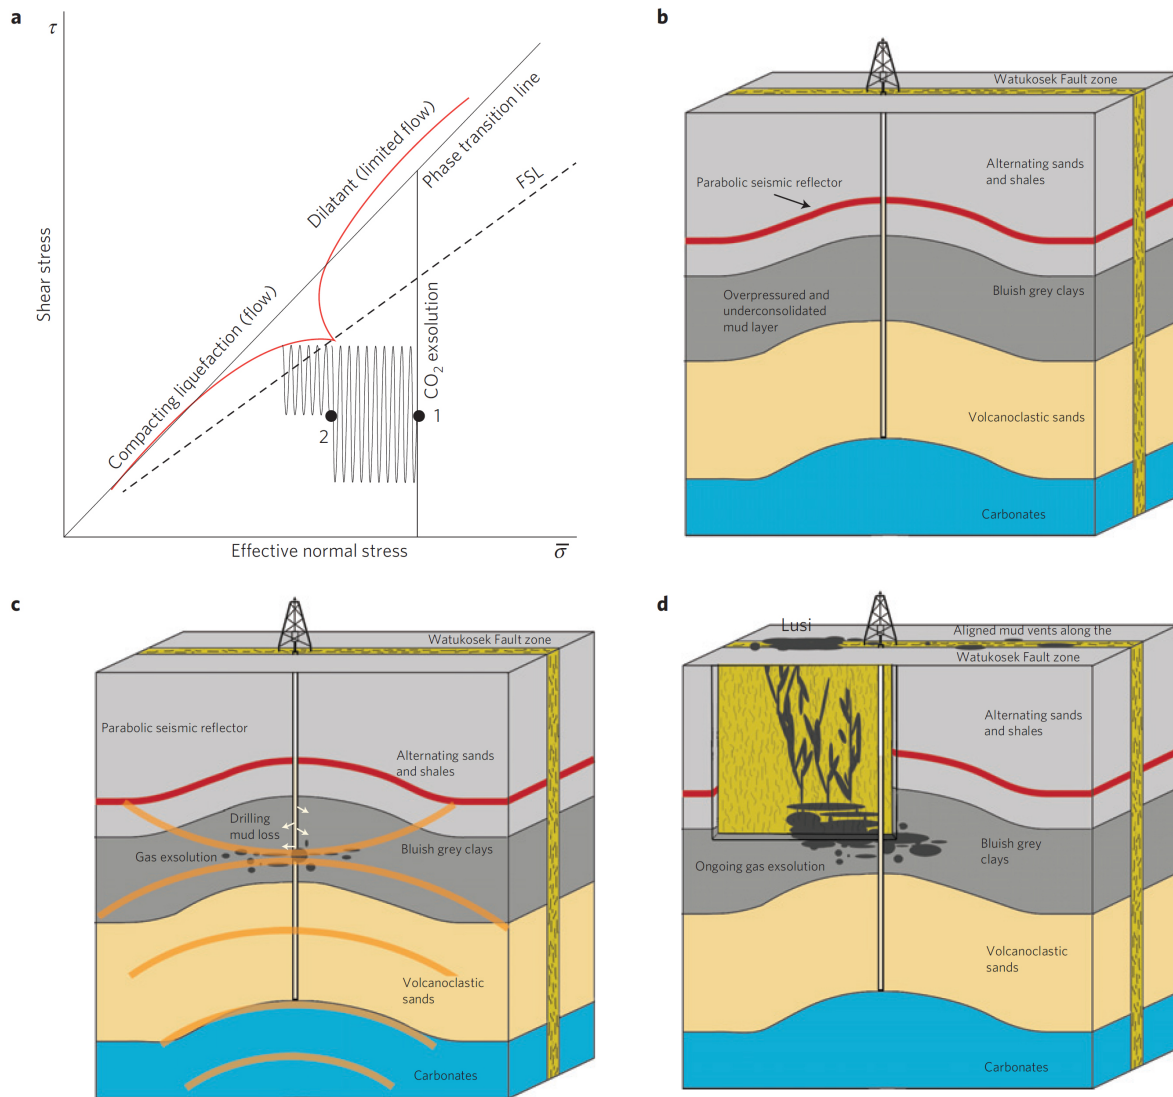 a
τ
Shear stress
Dilatant (limited flow)
Phase transition line
FSL
Compacting liquefaction (flow)
CO₂ exsolution
1
2
Effective normal stress
σ̅
b
Watukosek Fault zone
Alternating sands
and shales
Parabolic seismic reflector
Bluish grey clays
Overpressured and
underconsolidated
mud layer
Volcanoclastic sands
Carbonates
c
Watukosek Fault zone
Parabolic seismic reflector
Alternating sands
and shales
Drilling
mud loss
Gas exsolution
Bluish grey clays
Volcanoclastic
sands
Carbonates
d
Lusi
Aligned mud vents along the
Watukosek Fault zone
Alternating sands
and shales
Bluish grey
clays
Ongoing gas exsolution
Volcanoclastic
sands
Carbonates